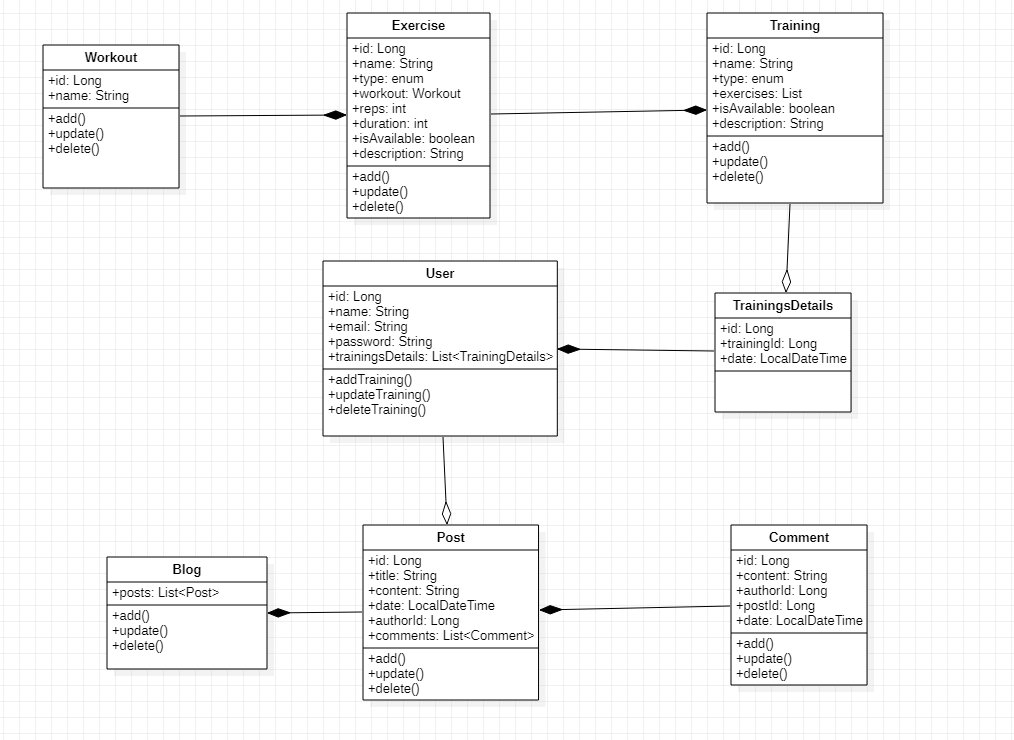 Workout
+id: Long
+name: String
+add()
+update()
+delete()
Exercise
+id: Long
+name: String
+type: enum
+workout: Workout
+reps: int
+duration: int
+isAvailable: boolean
+description: String
+add()
+update()
+delete()
Training
+id: Long
+name: String
+type: enum
+exercises: List
+isAvailable: boolean
+description: String
+add()
+update()
+delete()
User
+id: Long
+name: String
+email: String
+password: String
+trainingsDetails: List<TrainingDetails>
+addTraining()
+updateTraining()
+deleteTraining()
TrainingsDetails
+id: Long
+trainingId: Long
+date: LocalDateTime
Blog
+posts: List<Post>
+add()
+update()
+delete()
Post
+id: Long
+title: String
+content: String
+date: LocalDateTime
+authorId: Long
+comments: List<Comment>
+add()
+update()
+delete()
Comment
+id: Long
+content: String
+authorId: Long
+postId: Long
+date: LocalDateTime
+add()
+update()
+delete()